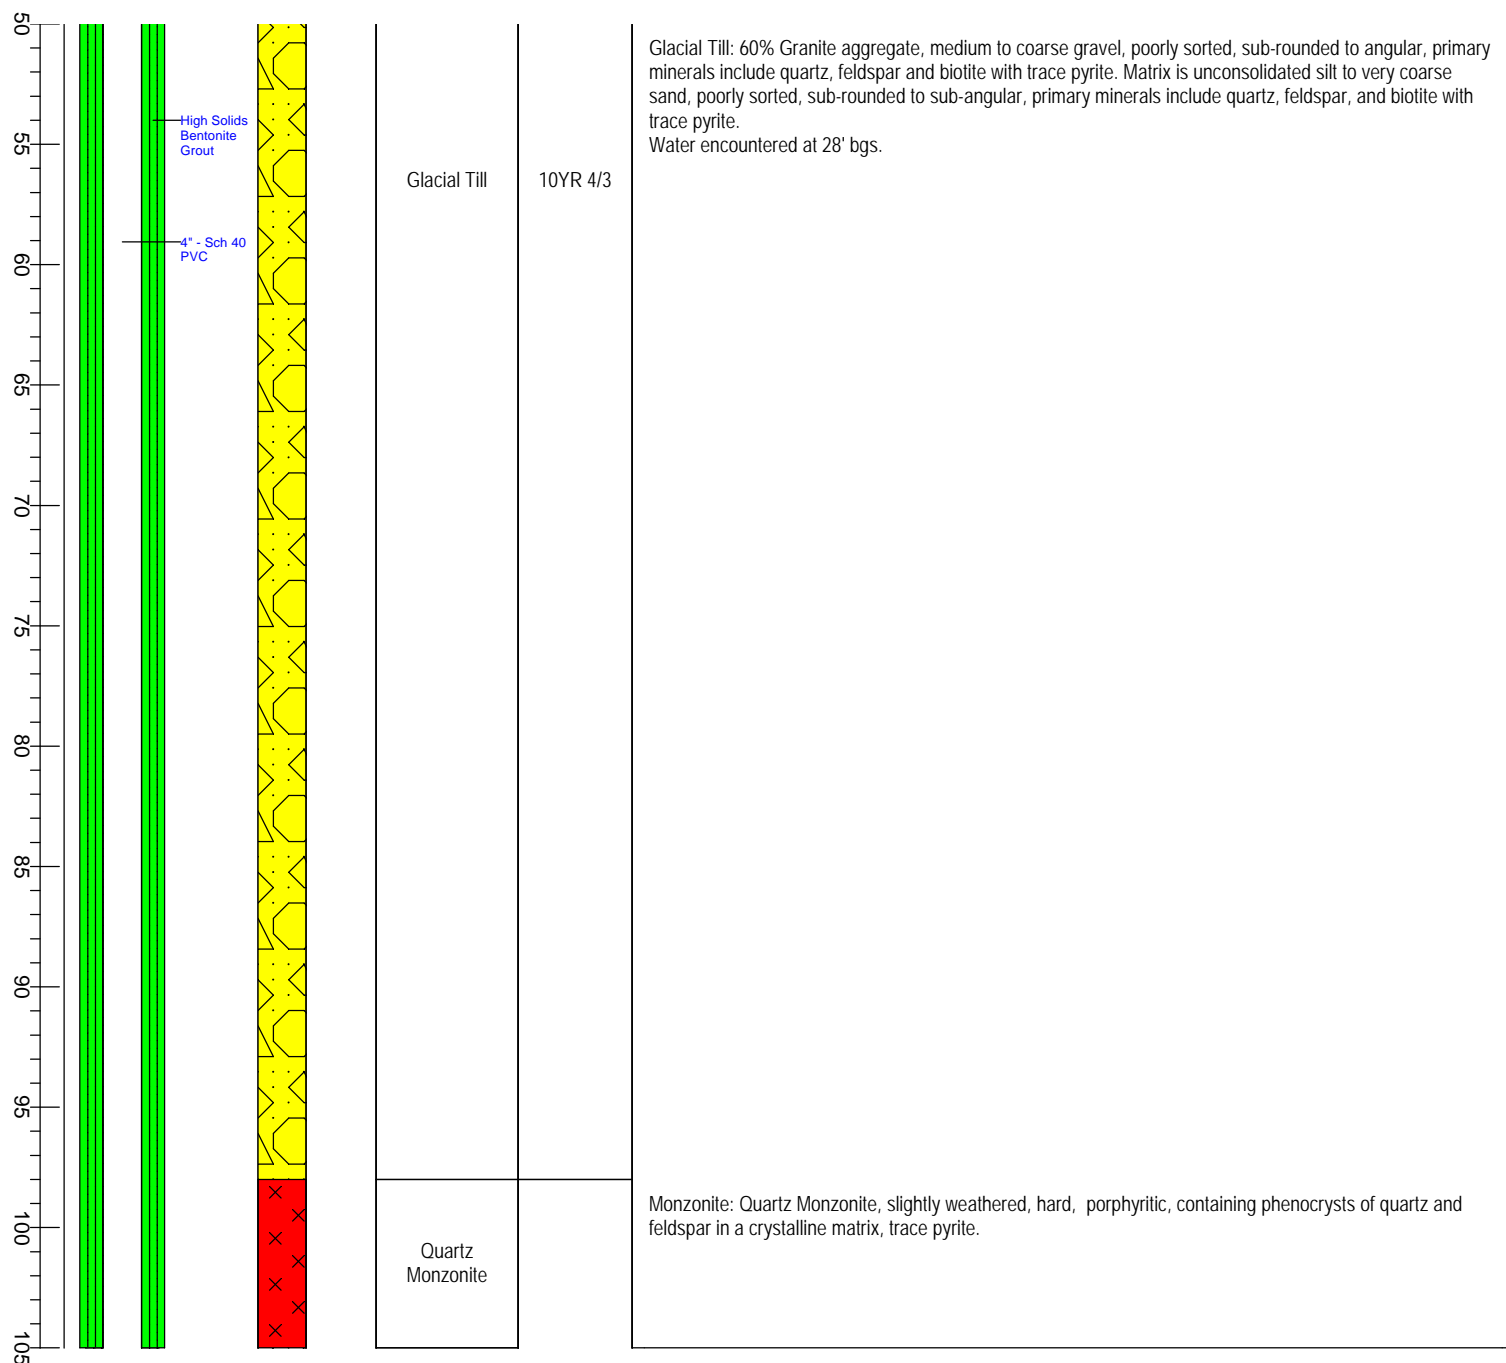 50
55
60
65
70
75
80
85
90
95
100
105
High Solids
Bentonite
Grout
4" - Sch 40
PVC
Glacial Till
10YR 4/3
Glacial Till: 60% Granite aggregate, medium to coarse gravel, poorly sorted, sub-rounded to angular, primary
minerals include quartz, feldspar and biotite with trace pyrite. Matrix is unconsolidated silt to very coarse
sand, poorly sorted, sub-rounded to sub-angular, primary minerals include quartz, feldspar, and biotite with
trace pyrite.
Water encountered at 28' bgs.
Quartz
Monzonite
Monzonite: Quartz Monzonite, slightly weathered, hard, porphyritic, containing phenocrysts of quartz and
feldspar in a crystalline matrix, trace pyrite.